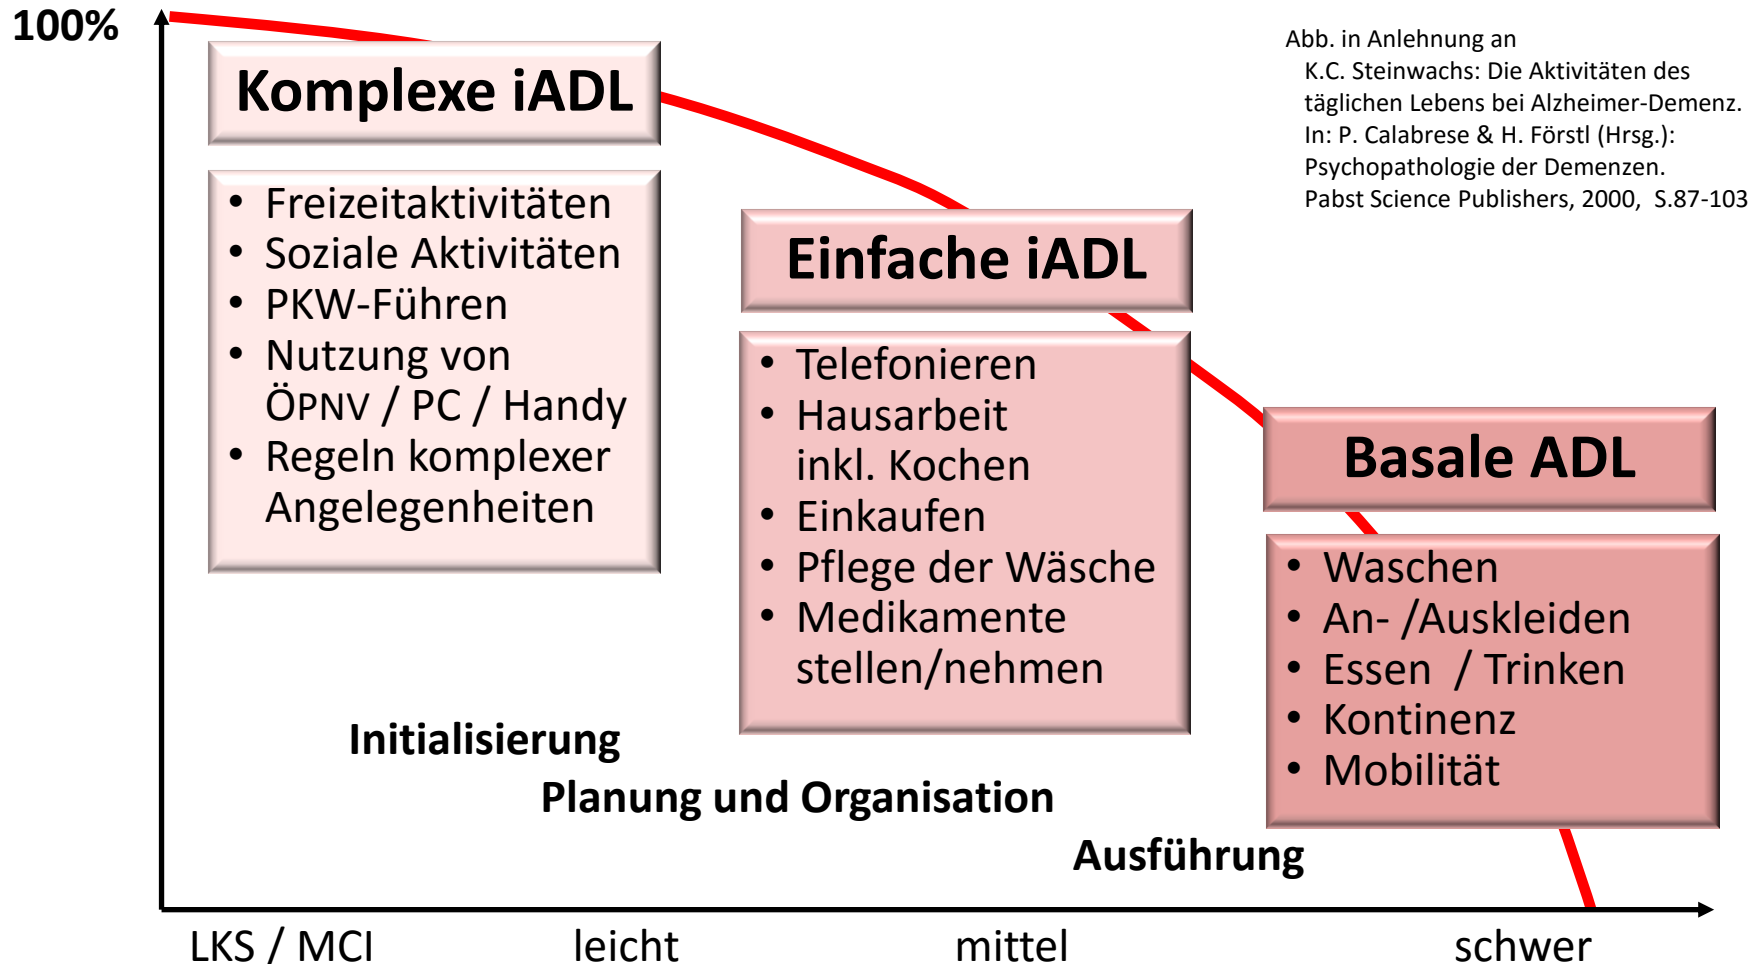 100%
Abb. in Anlehnung an
K.C. Steinwachs: Die Aktivitäten des
täglichen Lebens bei Alzheimer-Demenz.
In: P. Calabrese & H. Förstl (Hrsg.):
Psychopathologie der Demenzen.
Pabst Science Publishers, 2000, S.87-103
Komplexe iADL
• Freizeitaktivitäten
• Soziale Aktivitäten
• PKW-Führen
• Nutzung von
ÖPNV / PC / Handy
• Regeln komplexer
Angelegenheiten
Einfache iADL
• Telefonieren
• Hausarbeit
inkl. Kochen
• Einkaufen
• Pflege der Wäsche
• Medikamente
stellen/nehmen
Basale ADL
• Waschen
• An- /Auskleiden
• Essen / Trinken
• Kontinenz
• Mobilität
Initialisierung
Planung und Organisation
Ausführung
LKS / MCI leicht mittel schwer